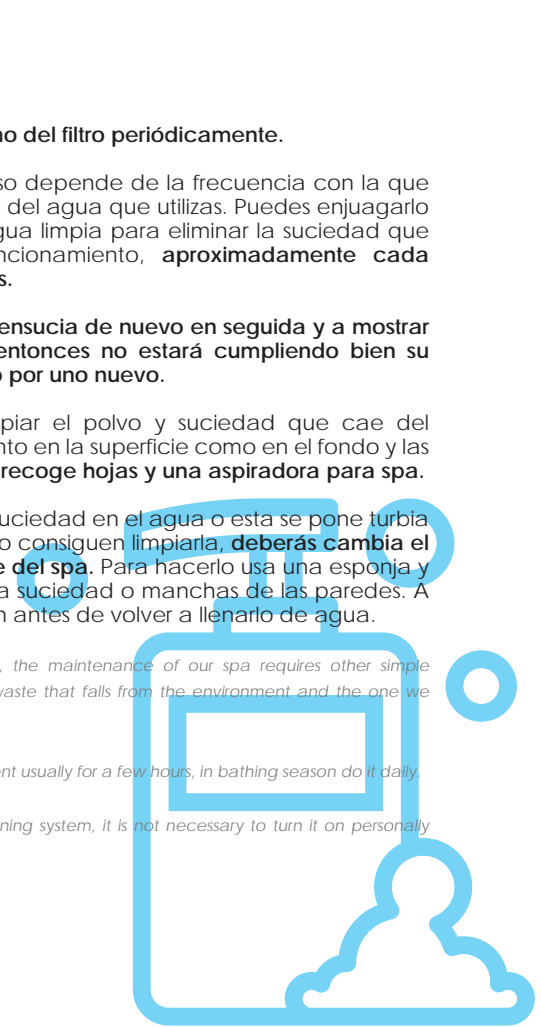 o del filtro periódicamente.
so depende de la frecuencia con la que
del agua que utilizas. Puedes enjuagarlo
gua limpia para eliminar la suciedad que
ncionamiento, aproximadamente cada
s.
ensucia de nuevo en seguida y a mostrar
entonces no estará cumpliendo bien su
o por uno nuevo.
piar el polvo y suciedad que cae del
nto en la superficie como en el fondo y las
recoge hojas y una aspiradora para spa.
uciedad en el agua o esta se pone turbia
o consiguen limpiarla, deberás cambia el
e del spa. Para hacerlo usa una esponja y
a suciedad o manchas de las paredes. A
n antes de volver a llenarlo de agua.
, the maintenance of our spa requires other simple
waste that falls from the environment and the one we
ent usually for a few hours, in bathing season do it daily.
ning system, it is not necessary to turn it on personally